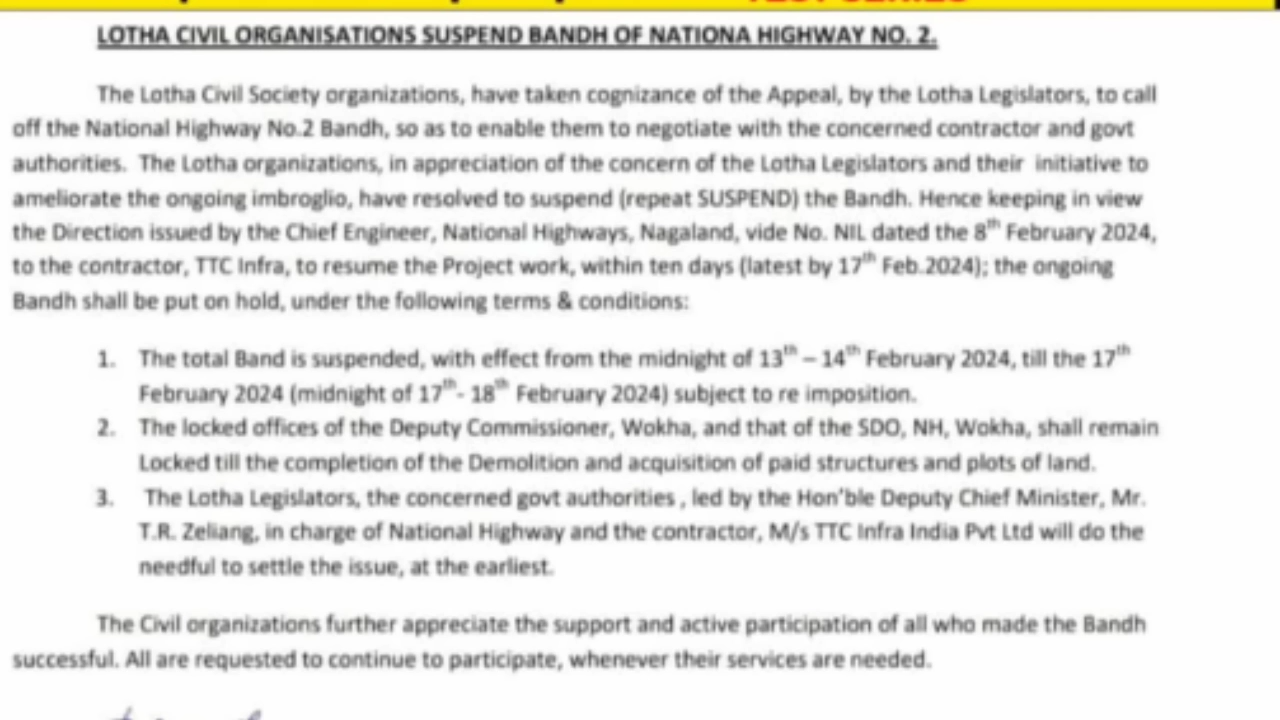 LOTHA CIVIL ORGANISATIONS SUSPEND BANDH OF NATIONA HIGHWAY NO. 2.
The Lotha Civil Society organizations, have taken cognizance of the Appeal, by the Lotha Legislators, to call
off the National Highway No.2 Bandh, so as to enable them to negotiate with the concerned contractor and govt
authorities. The Lotha organizations, in appreciation of the concern of the Lotha Legislators and their initiative to
ameliorate the ongoing imbroglio, have resolved to suspend (repeat SUSPEND) the Bandh. Hence keeping in view
the Direction issued by the Chief Engineer, National Highways, Nagaland, vide No. NIL dated the 8th February 2024,
to the contractor, TTC Infra, to resume the Project work, within ten days (latest by 17th Feb.2024); the ongoing
Bandh shall be put on hold, under the following terms & conditions:
1. The total Band is suspended, with effect from the midnight of 13th – 14th February 2024, till the 17th
February 2024 (midnight of 17th- 18th February 2024) subject to re imposition.
2. The locked offices of the Deputy Commissioner, Wokha, and that of the SDO, NH, Wokha, shall remain
Locked till the completion of the Demolition and acquisition of paid structures and plots of land.
3. The Lotha Legislators, the concerned govt authorities , led by the Hon'ble Deputy Chief Minister, Mr.
T.R. Zeliang, in charge of National Highway and the contractor, M/s TTC Infra India Pvt Ltd will do the
needful to settle the issue, at the earliest.
The Civil organizations further appreciate the support and active participation of all who made the Bandh
successful. All are requested to continue to participate, whenever their services are needed.